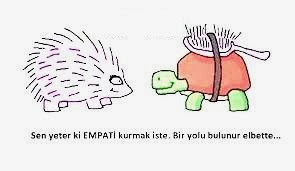 Sen yeter ki EMPATİ kurmak iste. Bir yolu bulunur elbette...